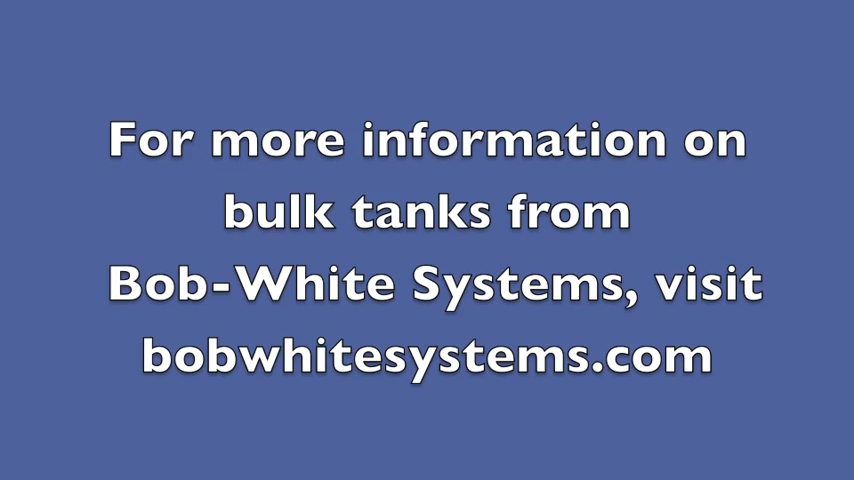 For more information on
bulk tanks from
Bob-White Systems, visit
bobwhitesystems.com